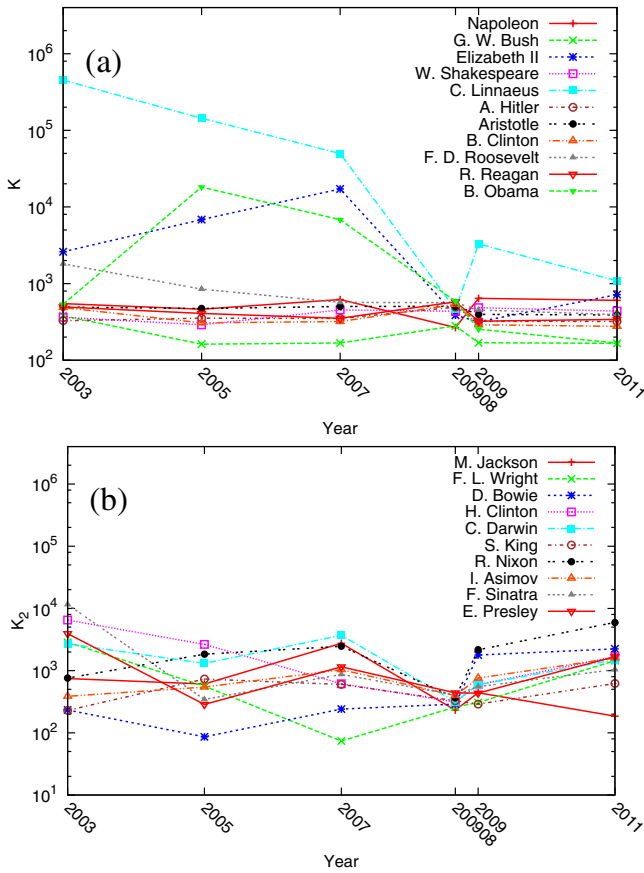 (a)
Napoleon
G. W. Bush
Elizabeth II
W. Shakespeare
C. Linnaeus
A. Hitler
Aristotle
B. Clinton
F. D. Roosevelt
R. Reagan
B. Obama
10^6
10^5
10^4
10^3
10^2
K
2003
2005
2007
200908
2009
2011
Year
(b)
M. Jackson
F. L. Wright
D. Bowie
H. Clinton
C. Darwin
S. King
R. Nixon
I. Asimov
F. Sinatra
E. Presley
10^6
10^5
10^4
10^3
10^2
10^1
K_2
2003
2005
2007
200908
2009
2011
Year